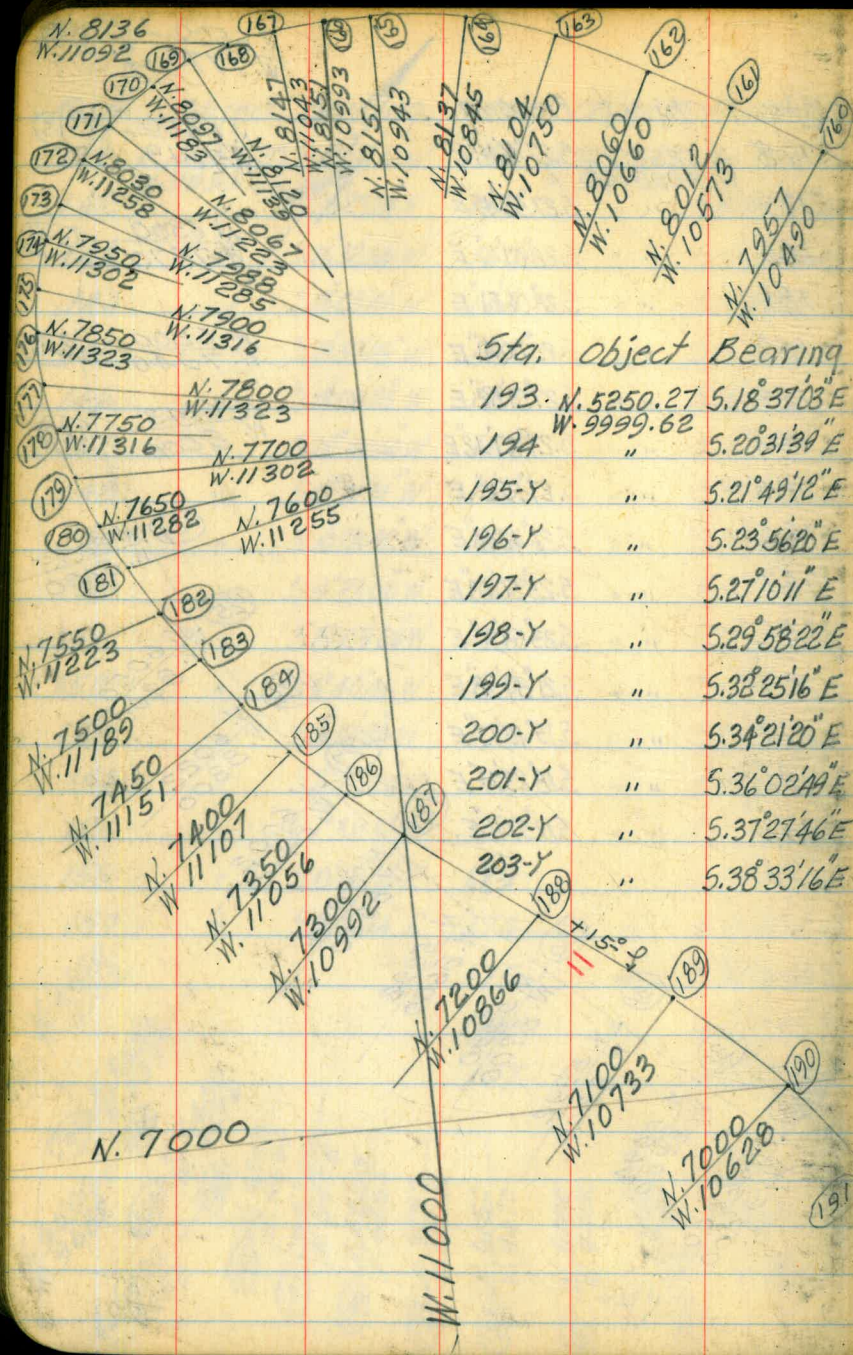 N. 8136
W. 11092
167
166
165
164
163
162
161
160
168
169
170
171
172
173
174
175
176
177
178
179
180
181
182
183
184
185
186
187
188
189
190
191
N. 8097
W. 11183
N. 8120
W. 11139
N. 8147
W. 11043
N. 8151
W. 10993
N. 8151
W. 10943
N. 8137
W. 10845
N. 8104
W. 10750
N. 8060
W. 10660
N. 8012
W. 10573
N. 7957
W. 10490
N. 8030
W. 11258
N. 8067
W. 11223
N. 7950
W. 11302
N. 7988
W. 11285
N. 7850
W. 11323
N. 7900
W. 11316
N. 7800
W. 11323
N. 7750
W. 11316
N. 7700
W. 11302
N. 7650
W. 11282
N. 7600
W. 11255
N. 7550
W. 11223
N. 7500
W. 11189
N. 7450
W. 11151
N. 7400
W 11107
N. 7350
W. 11056
N. 7300
W. 10992
N. 7200
W. 10866
N. 7100
W. 10733
N. 7000
W. 10628
Sta. Object Bearing
193. N. 5250.27 S. 18°37'03" E
W. 9999.62
194 " S. 20°31'39" E
195-Y " S. 21°49'12" E
196-Y " S. 23°56'20" E
197-Y " S. 27°10'11" E
198-Y " S. 29°58'22" E
199-Y " S. 32°25'16" E
200-Y " S. 34°21'20" E
201-Y " S. 36°02'49" E
202-Y " S. 37°27'46" E
203-Y " S. 38°33'16" E
+15°
11
N. 7000
W. 11000